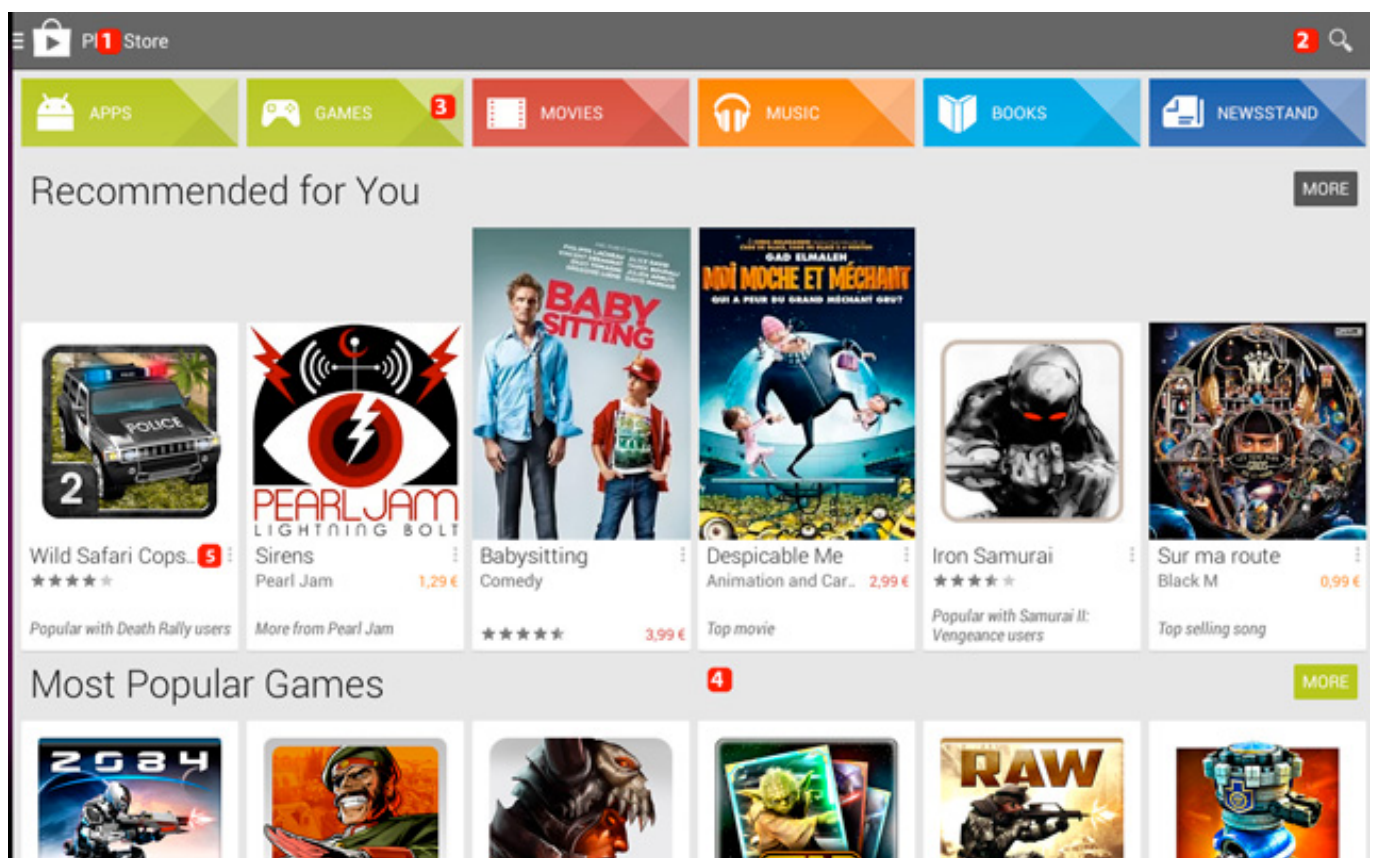 Pl 1 Store
2
APPS
GAMES 3
MOVIES
MUSIC
BOOKS
NEWSSTAND
Recommended for You
MORE
POLICE
2
PEARL JAM
LIGHTNING BOLT
BABY
SITTING
GAD ELMALEH
MOI MOCHE ET MÉCHANT
QUI A PEUR DU GRAND MÉCHANT GRU?
Wild Safari Cops.. 5
Popular with Death Rally users
Sirens
Pearl Jam 1,29 €
More from Pearl Jam
Babysitting
Comedy
3,99 €
Despicable Me
Animation and Car.. 2,99 €
Top movie
Iron Samurai
Popular with Samurai II:
Vengeance users
Sur ma route
Black M 0,99 €
Top selling song
Most Popular Games
4
MORE
2084
RAW